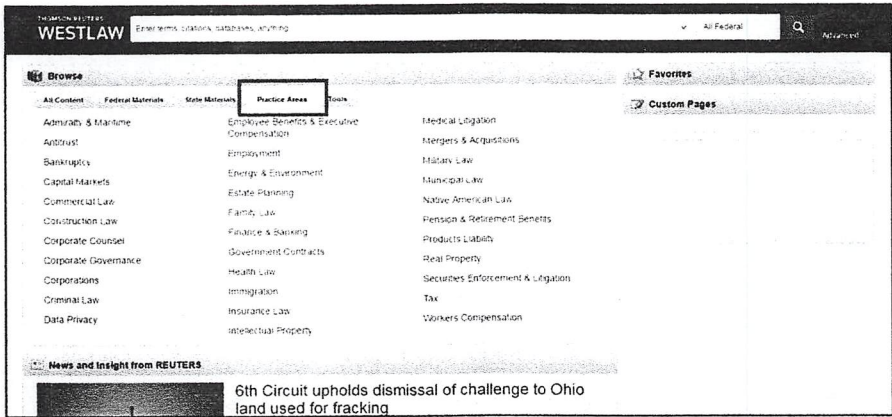 THOMSON REUTERS
WESTLAW
Enter terms, citations, databases, anything
All Federal
Advanced
Browse
All Content Federal Materials State Materials Practice Areas Tools
Admiralty & Maritime
Antitrust
Bankruptcy
Capital Markets
Commercial Law
Construction Law
Corporate Counsel
Corporate Governance
Corporations
Criminal Law
Data Privacy
Employee Benefits & Executive
Compensation
Employment
Energy & Environment
Estate Planning
Family Law
Finance & Banking
Government Contracts
Health Law
Immigration
Insurance Law
Intellectual Property
Medical Litigation
Mergers & Acquisitions
Military Law
Municipal Law
Native American Law
Pension & Retirement Benefits
Products Liability
Real Property
Securities Enforcement & Litigation
Tax
Workers Compensation
Favorites
Custom Pages
News and Insight from REUTERS
6th Circuit upholds dismissal of challenge to Ohio
land used for fracking